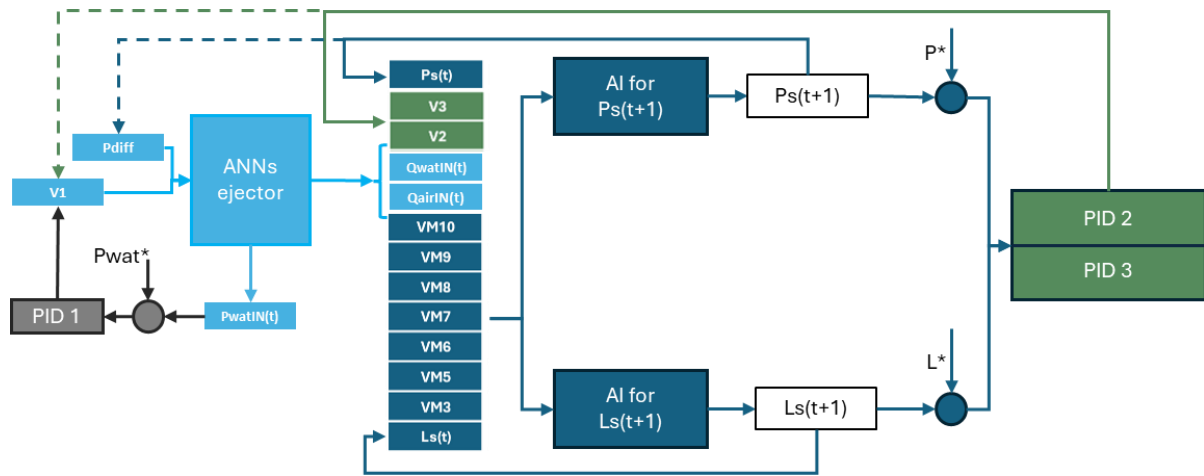 Pdiff
V1
ANNs
ejector
Pwat*
PID 1
PwatIN(t)
Ps(t)
V3
V2
QwatIN(t)
QairIN(t)
VM10
VM9
VM8
VM7
VM6
VM5
VM3
Ls(t)
AI for
Ps(t+1)
Ps(t+1)
P*
AI for
Ls(t+1)
Ls(t+1)
L*
PID 2
PID 3